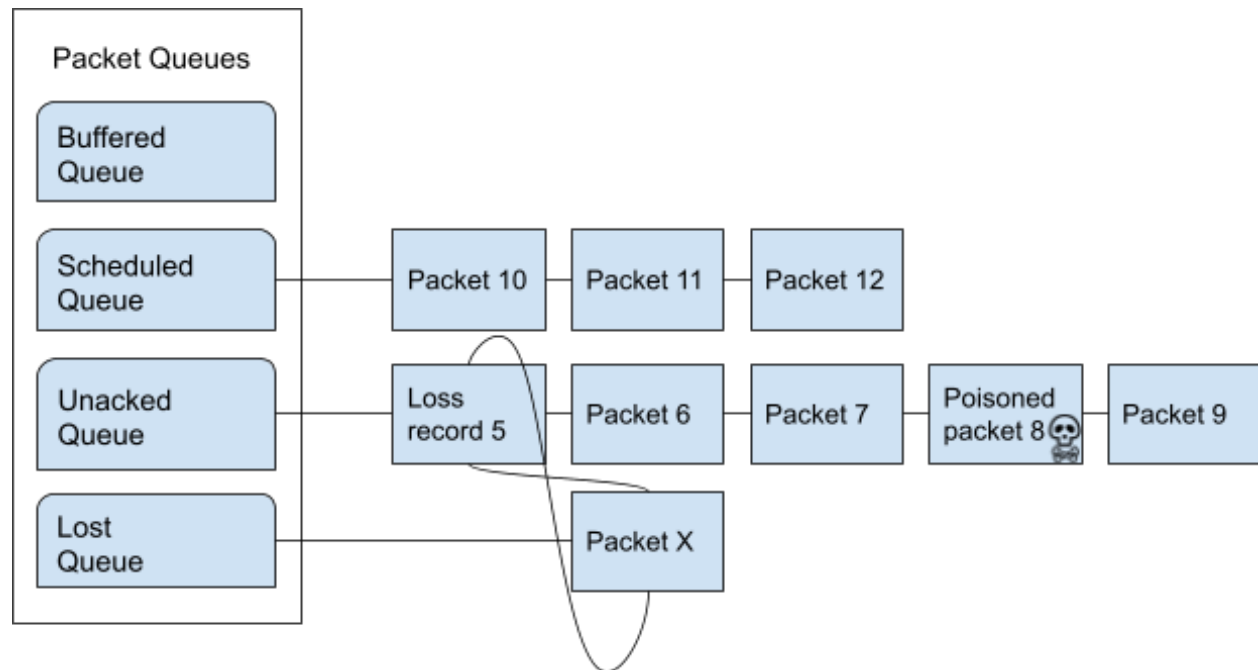 Packet Queues
Buffered
Queue
Scheduled
Queue
Packet 10
Packet 11
Packet 12
Unacked
Queue
Loss
record 5
Packet 6
Packet 7
Poisoned
packet 8
Packet 9
Lost
Queue
Packet X